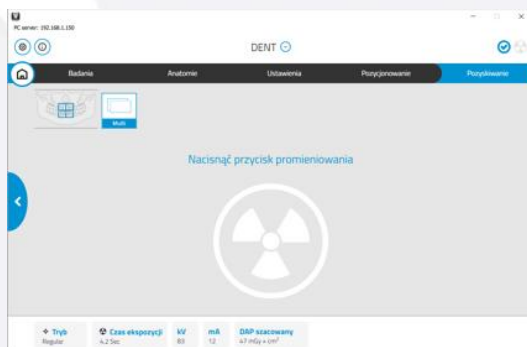 PC server: 192.168.1.150
DENT
Badania
Anatomie
Ustawienia
Pozycjonowanie
Pozyskiwanie
Multi
Nacisnąć przycisk promieniowania
Tryb
Regular
Czas ekspozycji
4.2 Sec
kV
83
mA
12
DAP szacowany
47 mGy × cm²